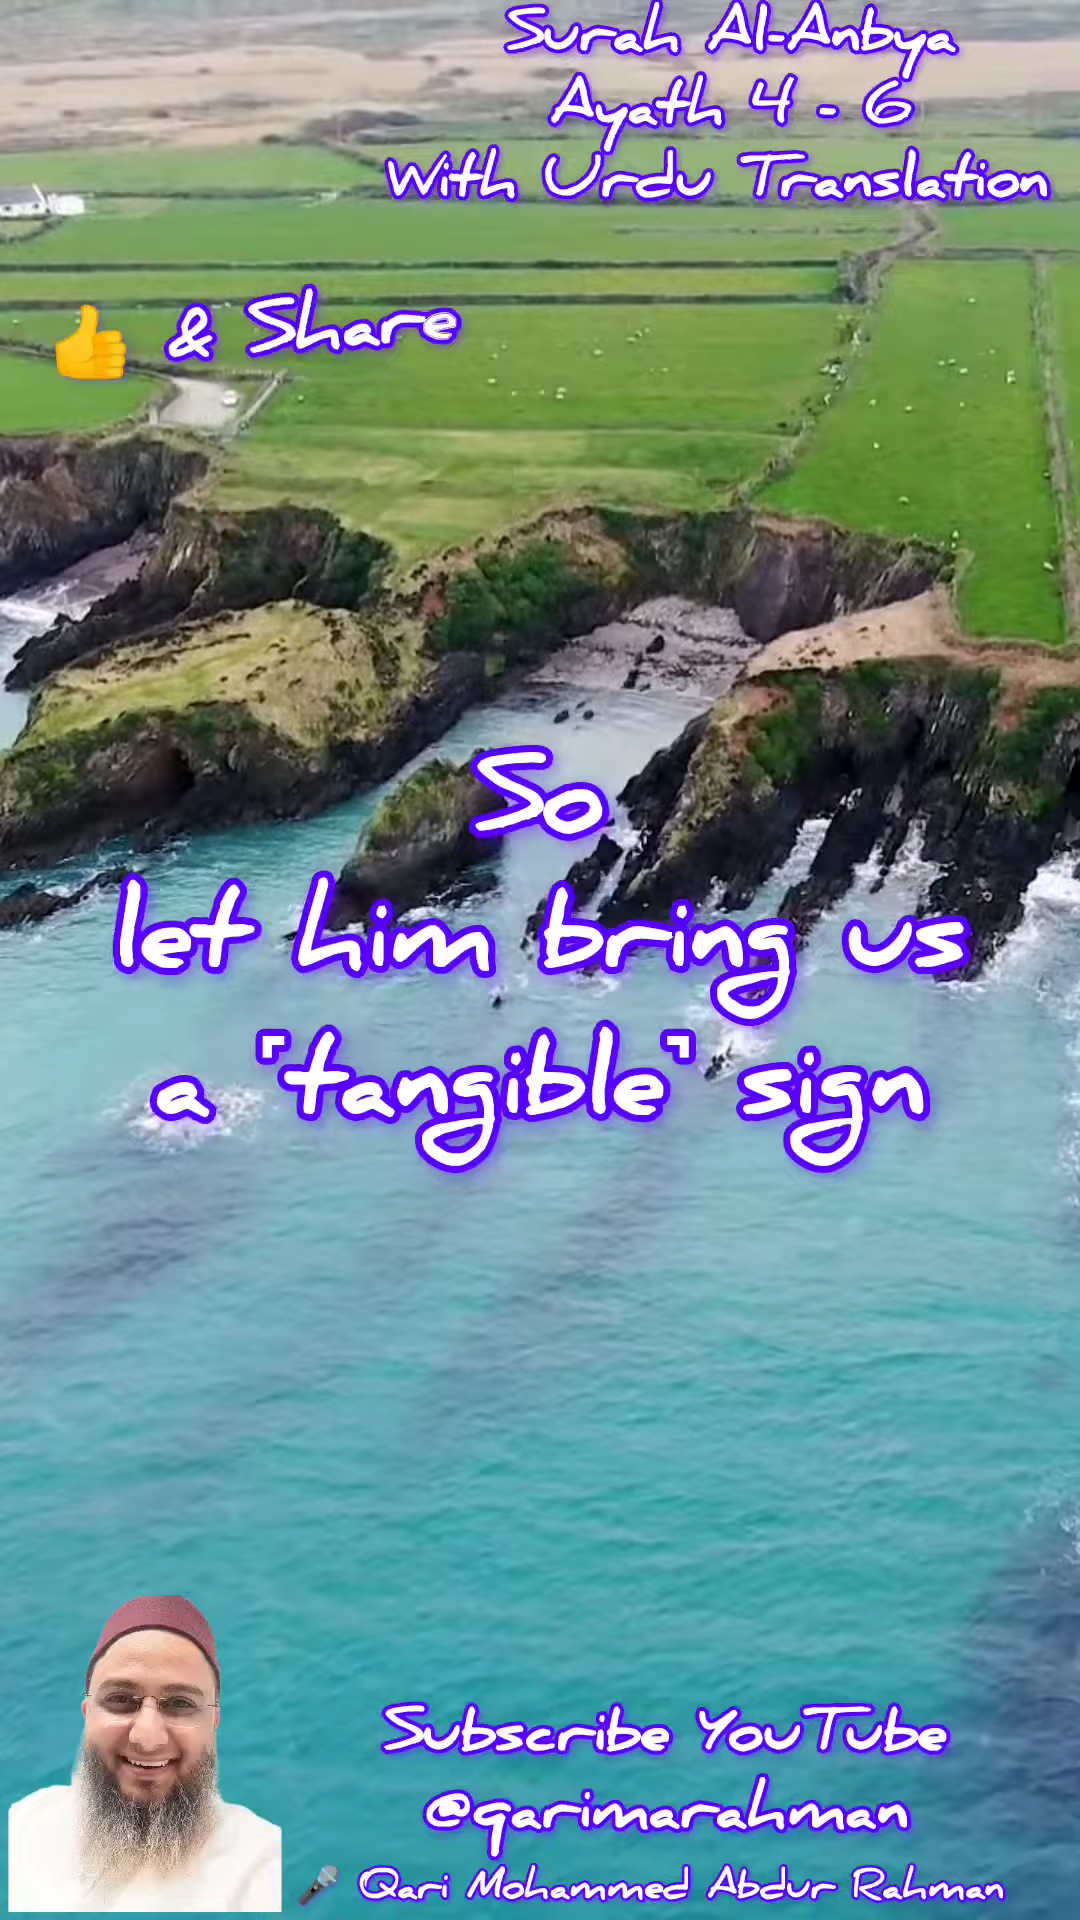 Surah Al-Anbya
Ayath 4 - 6
With Urdu Translation
👍 & Share
So
let him bring us
a ˹tangible˺ sign
Subscribe YouTube
@qarimarahman
🎤 Qari Mohammed Abdur Rahman